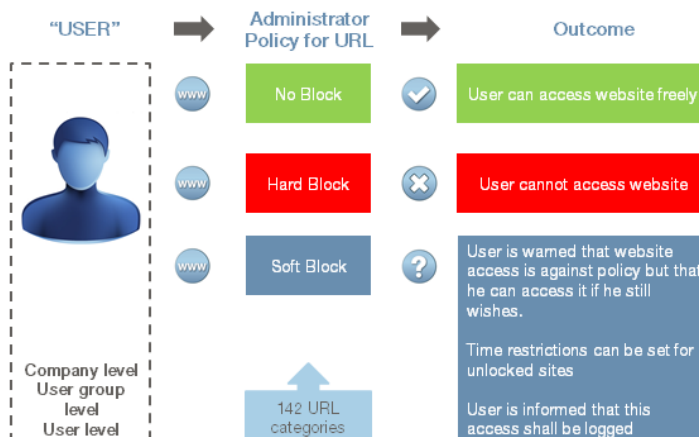 “USER”
Administrator
Policy for URL
Outcome
www
No Block
User can access website freely
www
Hard Block
User cannot access website
www
Soft Block
?
User is warned that website
access is against policy but that
he can access it if he still
wishes.
Time restrictions can be set for
unlocked sites
User is informed that this
access shall be logged
Company level
User group
level
User level
142 URL
categories